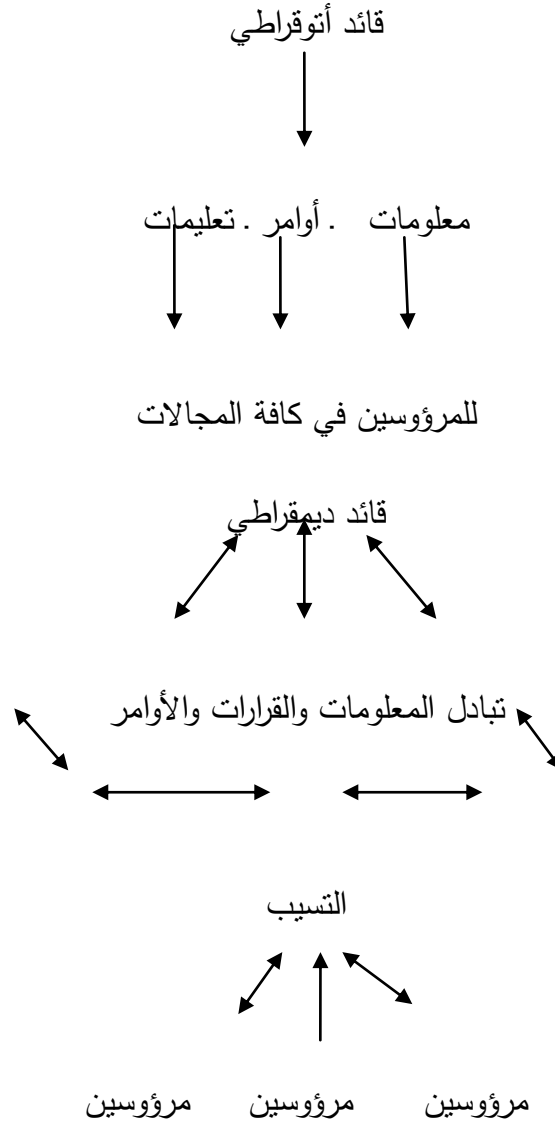 قائد أتوقراطي
معلومات . أوامر . تعليمات
للمرؤوسين في كافة المجالات
قائد ديمقراطي
تبادل المعلومات والقرارات والأوامر
التسيب
مرؤوسين مرؤوسين مرؤوسين